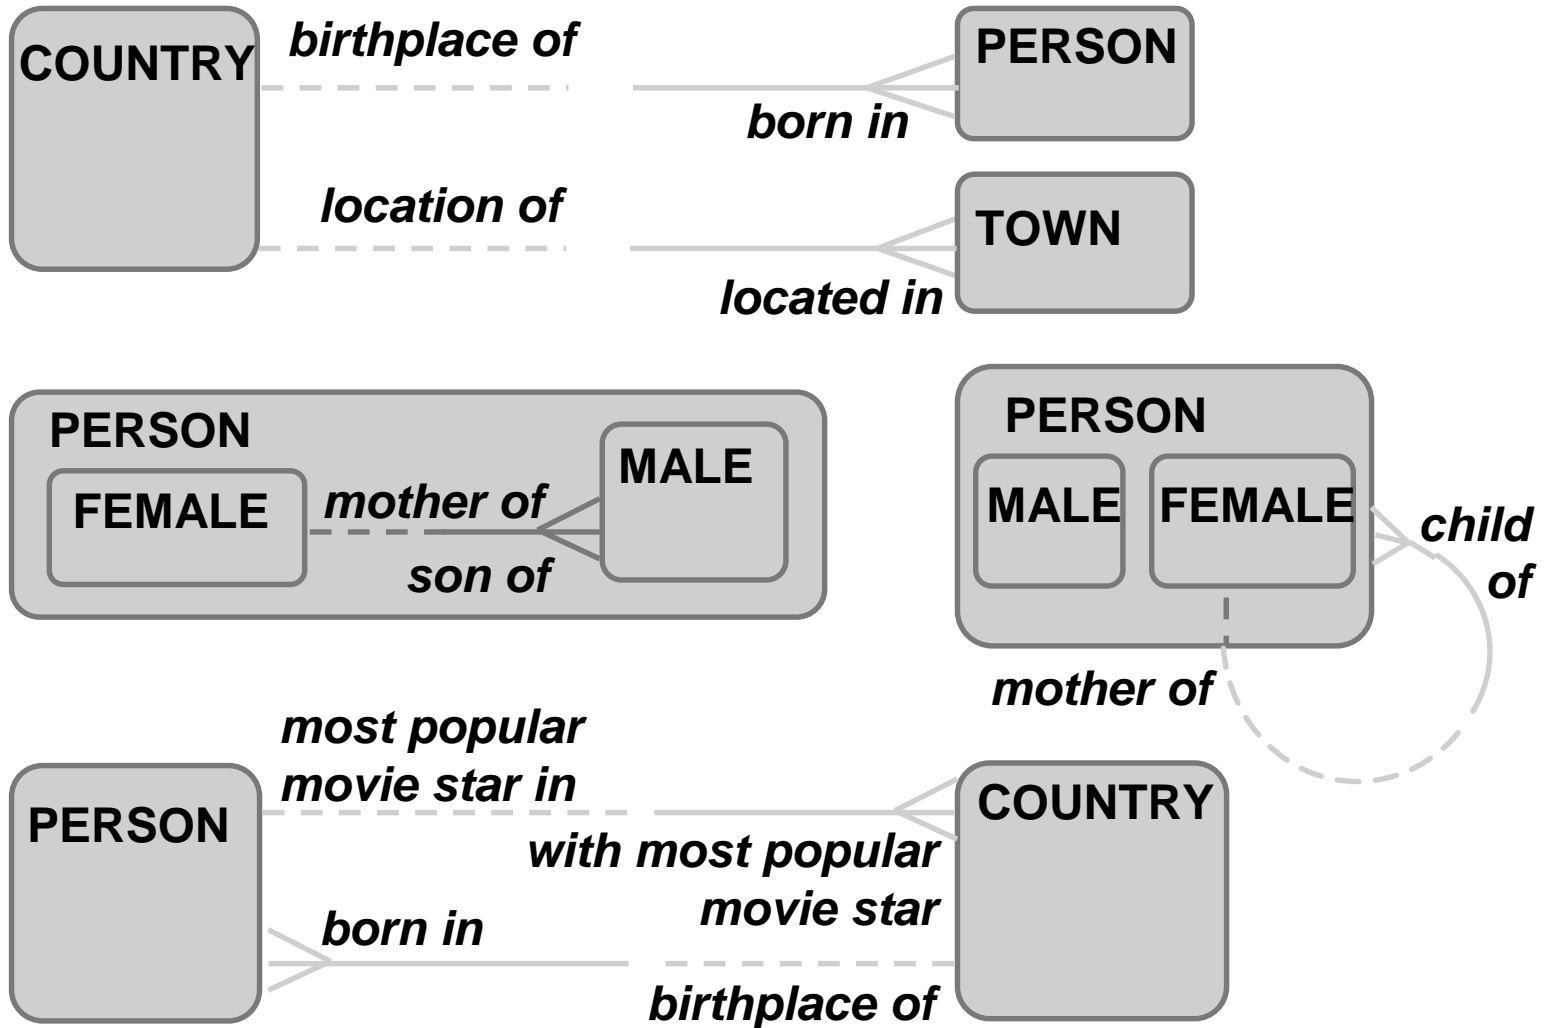 COUNTRY
birthplace of
born in
PERSON
location of
located in
TOWN
PERSON
FEMALE
mother of
son of
MALE
PERSON
MALE
FEMALE
child
of
mother of
PERSON
most popular
movie star in
with most popular
movie star
COUNTRY
born in
birthplace of